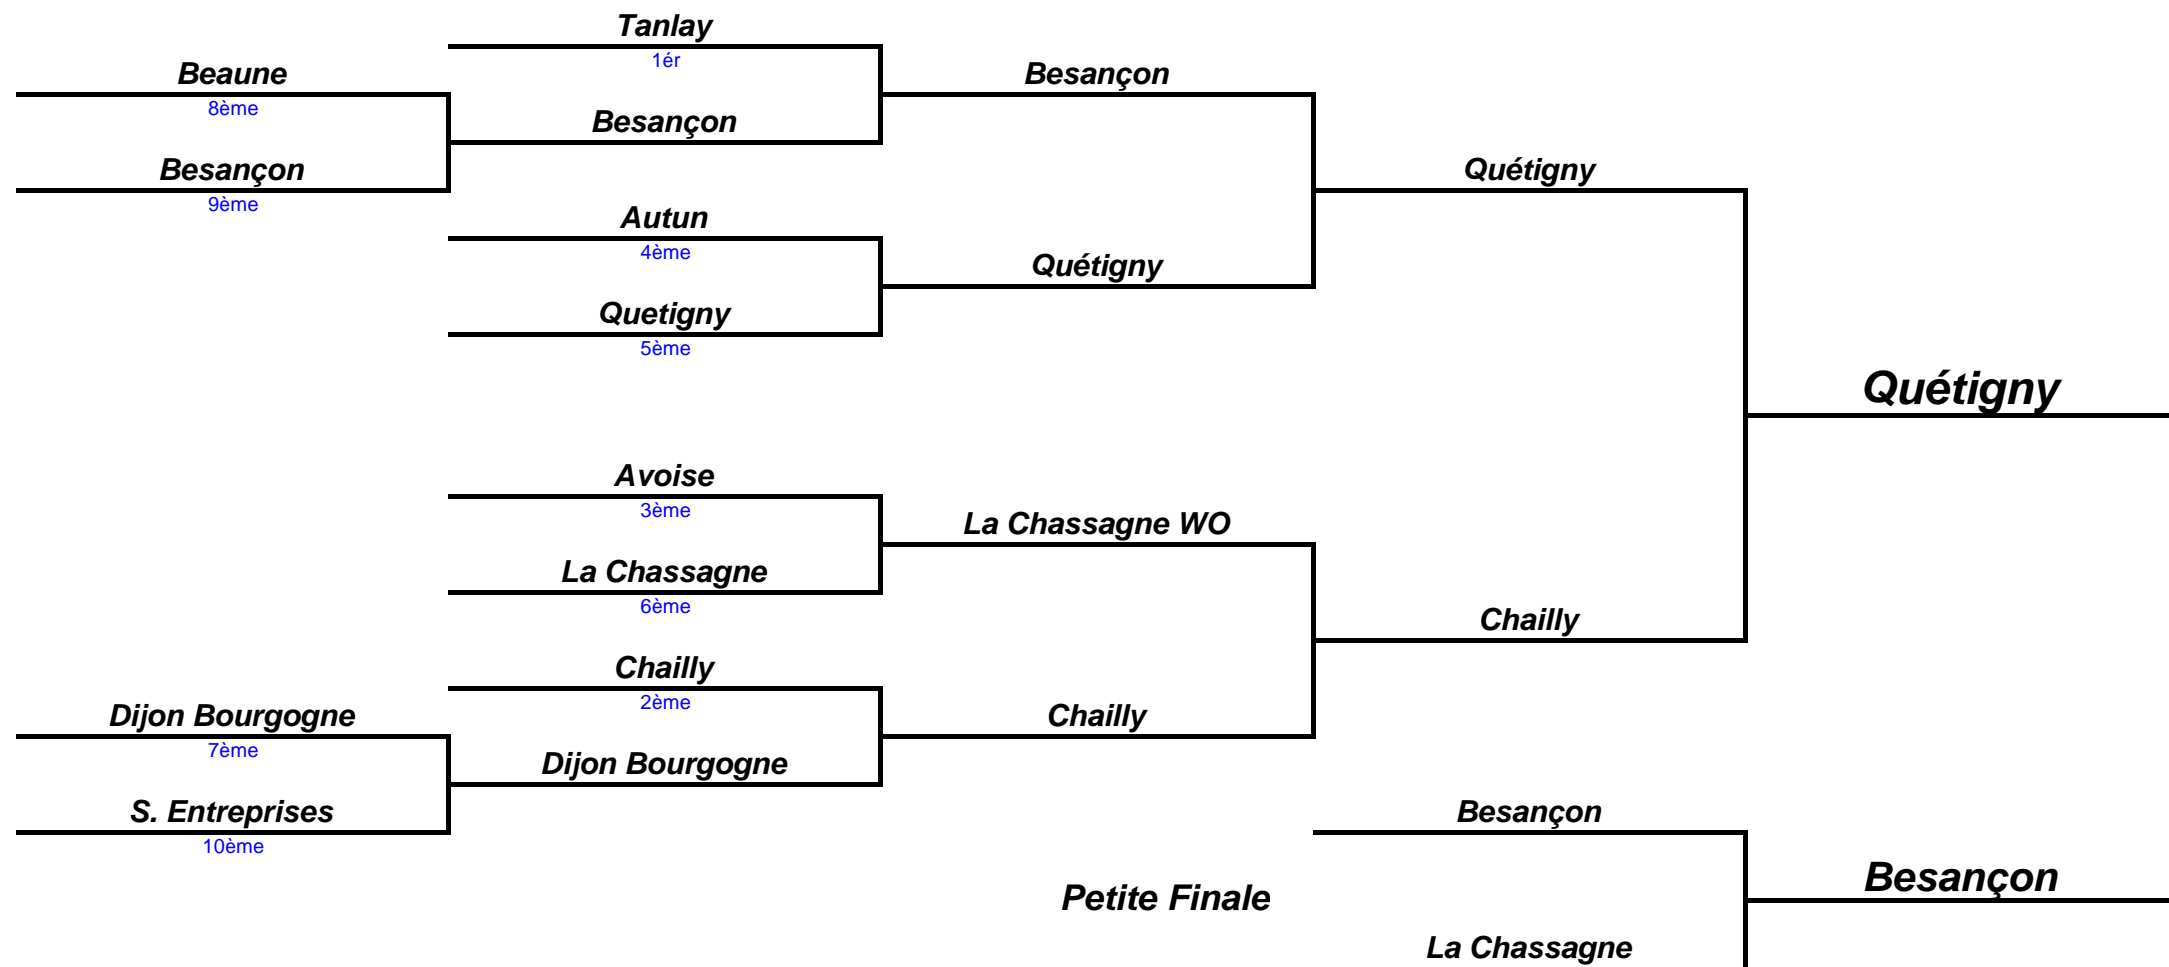 Tanlay
1ér
Beaune
8ème
Besançon
Besançon
Besançon
9ème
Quétigny
Autun
4ème
Quétigny
Quetigny
5ème
Quétigny
Avoise
3ème
La Chassagne WO
La Chassagne
6ème
Chailly
Chailly
2ème
Dijon Bourgogne
7ème
Chailly
Dijon Bourgogne
S. Entreprises
10ème
Besançon
Besançon
Petite Finale
La Chassagne